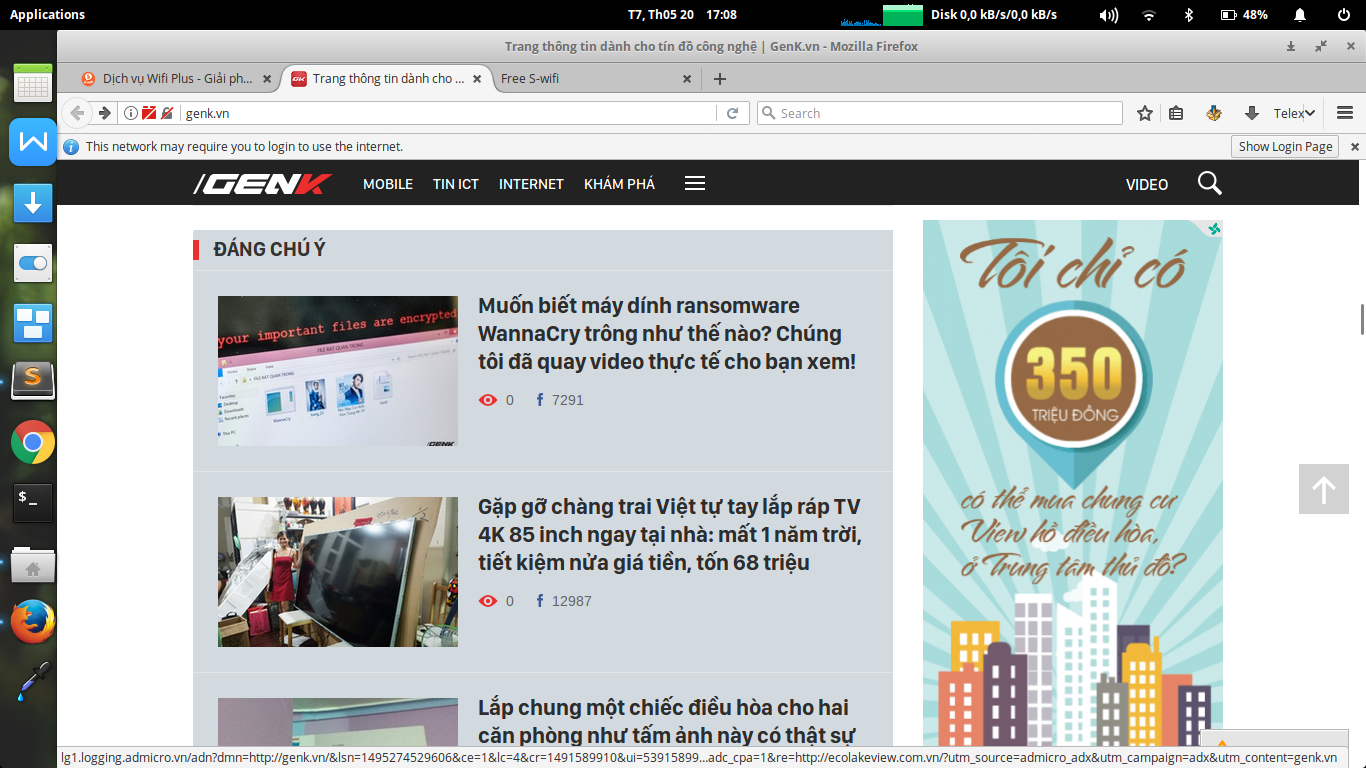 Applications
T7, Th05 20 17:08
Disk 0,0 kB/s/0,0 kB/s
48%
Trang thông tin dành cho tín đồ công nghệ | GenK.vn - Mozilla Firefox
Dịch vụ Wifi Plus - Giải ph...
GK
Trang thông tin dành cho ...
Free S-wifi
genk.vn
Search
Telex
This network may require you to login to use the internet.
Show Login Page
/GENK
MOBILE
TIN ICT
INTERNET
KHÁM PHÁ
VIDEO
ĐÁNG CHÚ Ý
your important files are encrypted
FILE RAT QUAN TRONG
WannaCry
GENK
Muốn biết máy dính ransomware
WannaCry trông như thế nào? Chúng
tôi đã quay video thực tế cho bạn xem!
0
f 7291
Gặp gỡ chàng trai Việt tự tay lắp ráp TV
4K 85 inch ngay tại nhà: mất 1 năm trời,
tiết kiệm nửa giá tiền, tốn 68 triệu
0
f 12987
Lắp chung một chiếc điều hòa cho hai
căn phòng như tấm ảnh này có thật sự
Tôi chỉ có
350
TRIỆU ĐỒNG
có thể mua chung cư
View hồ điều hòa,
ở Trung tâm thủ đô?
lg1.logging.admicro.vn/adn?dmn=http://genk.vn/&lsn=1495274529606&ce=1&lc=4&cr=1491589910&ui=53915899...adc_cpa=1&re=http://ecolakeview.com.vn/?utm_source=admicro_adx&utm_campaign=adx&utm_content=genk.vn